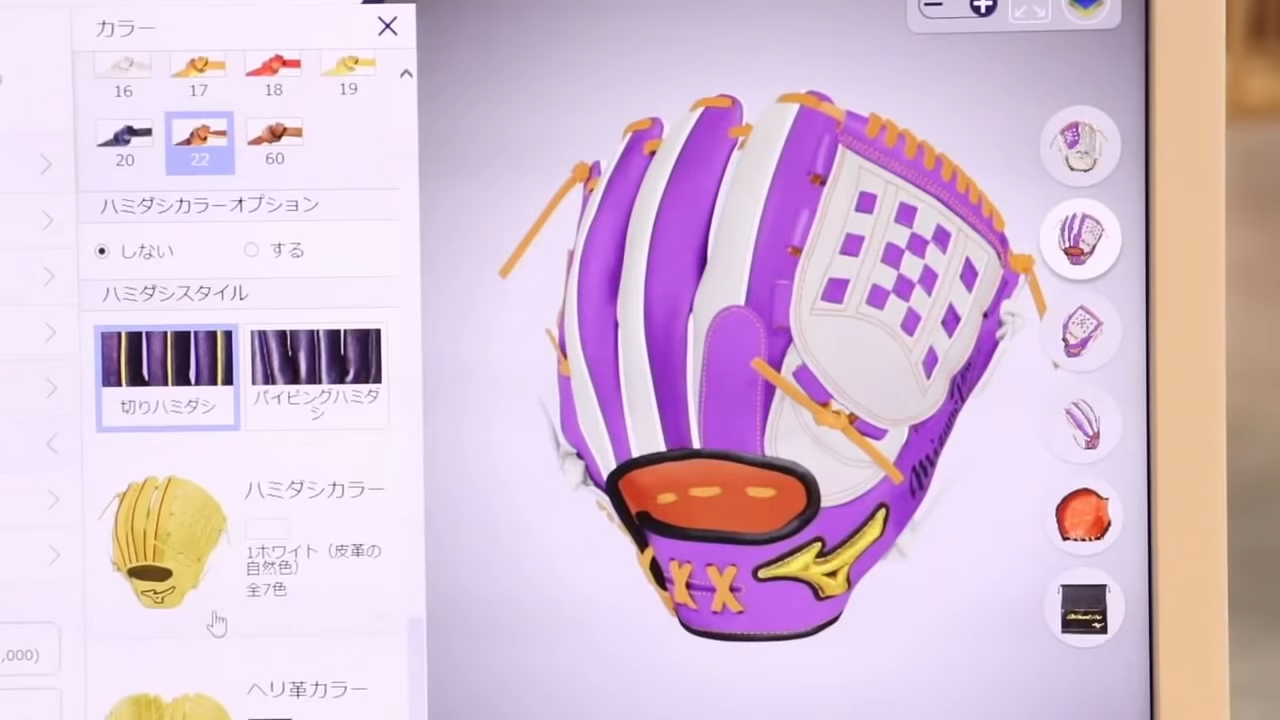 カラー
16
17
18
19
20
22
60
ハミダシカラーオプション
しない
する
ハミダシスタイル
切りハミダシ
パイピングハミダ
シ
ハミダシカラー
1ホワイト（皮革の
自然色）
全7色
,000)
ヘリ革カラー